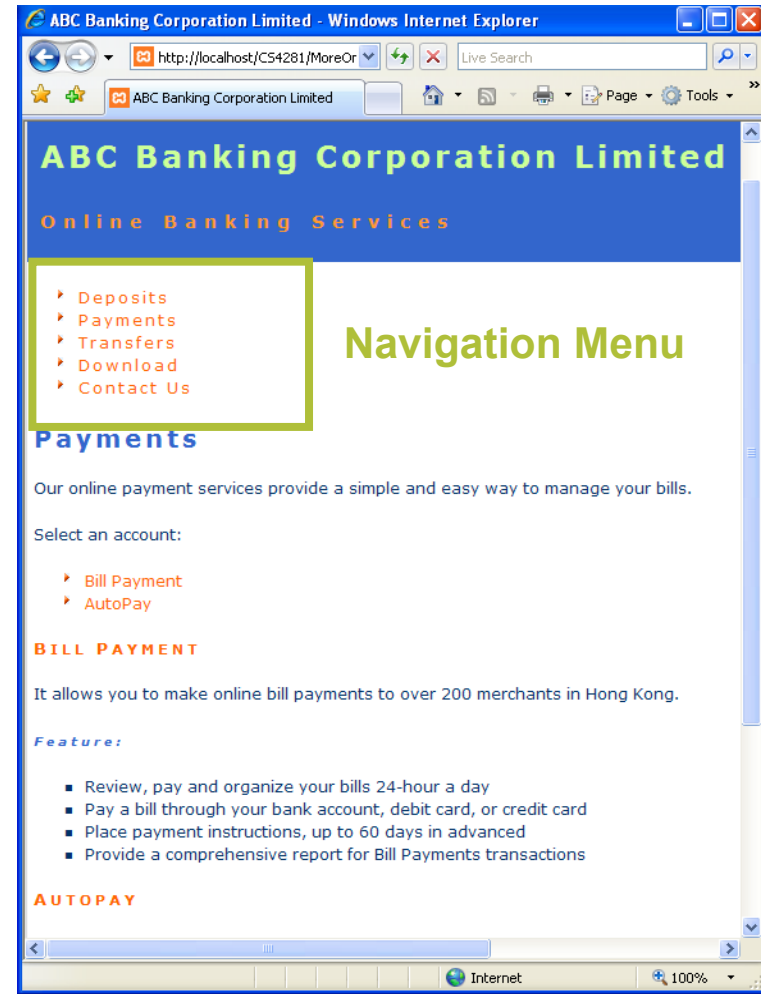 ABC Banking Corporation Limited - Windows Internet Explorer
http://localhost/CS4281/MoreOr
Live Search
ABC Banking Corporation Limited
Page
Tools
ABC Banking Corporation Limited
Online Banking Services
Deposits
Payments
Transfers
Download
Contact Us
Navigation Menu
Payments
Our online payment services provide a simple and easy way to manage your bills.
Select an account:
Bill Payment
AutoPay
BILL PAYMENT
It allows you to make online bill payments to over 200 merchants in Hong Kong.
Feature:
Review, pay and organize your bills 24-hour a day
Pay a bill through your bank account, debit card, or credit card
Place payment instructions, up to 60 days in advanced
Provide a comprehensive report for Bill Payments transactions
AUTOPAY
Internet
100%